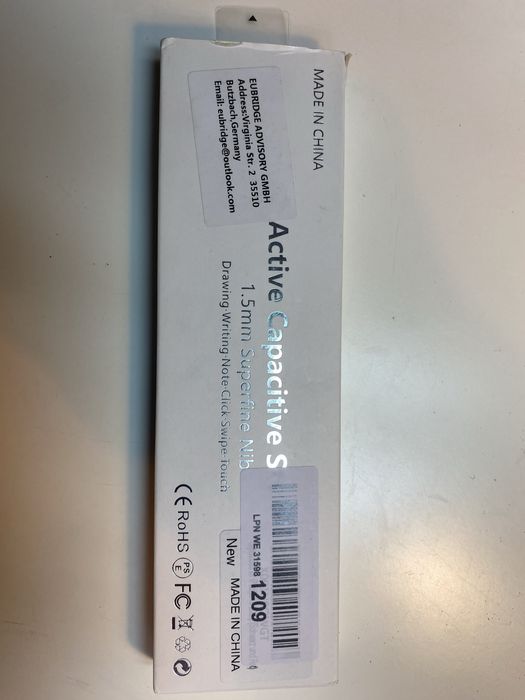 MADE IN CHINA
EUBRIDGE ADVISORY GMBH
Address:Virginia Str. 2 35510
Butzbach,Germany
Email: eubridge@outlook.com
Active Capacitive S
1.5mm Superfine Nib
Drawing·Writing·Note·Click·Swipe·Touch
LPN WE 31598 1209
New MADE IN CHINA
CE RoHS PS E FC